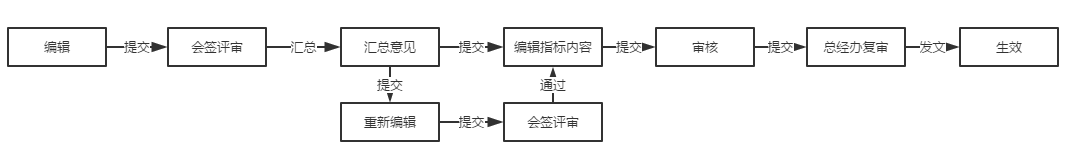 编辑 提交 会签评审 汇总 汇总意见 提交 编辑指标内容 提交 审核 提交 总经办复审 发文 生效
提交 通过
重新编辑 提交 会签评审